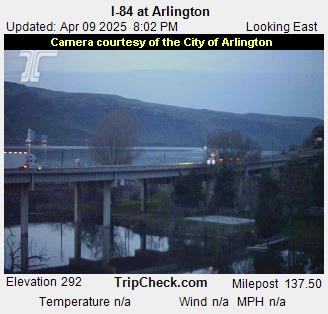 I-84 at Arlington
Updated: Apr 09 2025 8:02 PM Looking East
Camera courtesy of the City of Arlington
Elevation 292 TripCheck.com Milepost 137.50
Temperature n/a Wind n/a MPH n/a